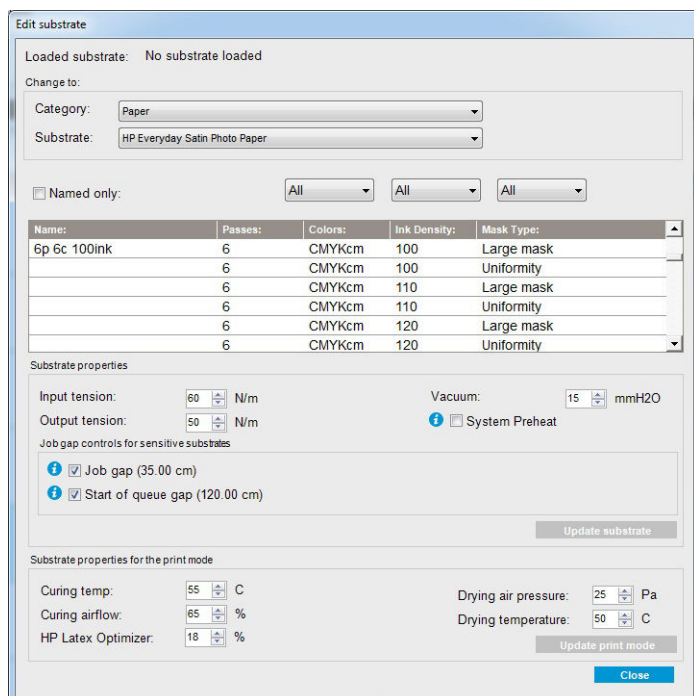 Edit substrate
Loaded substrate: No substrate loaded
Change to:
Category: Paper
Substrate: HP Everyday Satin Photo Paper
Named only: All All All
Name: Passes: Colors: Ink Density: Mask Type:
6p 6c 100ink 6 CMYKcm 100 Large mask
6 CMYKcm 100 Uniformity
6 CMYKcm 110 Large mask
6 CMYKcm 110 Uniformity
6 CMYKcm 120 Large mask
6 CMYKcm 120 Uniformity
Substrate properties
Input tension: 60 N/m Vacuum: 15 mmH2O
Output tension: 50 N/m i System Preheat
Job gap controls for sensitive substrates
i Job gap (35.00 cm)
i Start of queue gap (120.00 cm)
Update substrate
Substrate properties for the print mode
Curing temp: 55 C Drying air pressure: 25 Pa
Curing airflow: 65 % Drying temperature: 50 C
HP Latex Optimizer: 18 % Update print mode
Close